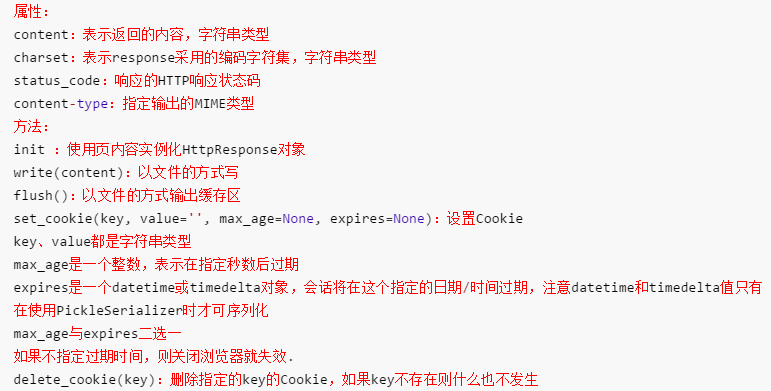 属性：
content：表示返回的内容，字符串类型
charset：表示response采用的编码字符集，字符串类型
status_code：响应的HTTP响应状态码
content-type：指定输出的MIME类型
方法：
init ：使用页内容实例化HttpResponse对象
write(content)：以文件的方式写
flush()：以文件的方式输出缓存区
set_cookie(key, value='', max_age=None, expires=None)：设置Cookie
key、value都是字符串类型
max_age是一个整数，表示在指定秒数后过期
expires是一个datetime或timedelta对象，会话将在这个指定的日期/时间过期，注意datetime和timedelta值只有
在使用PickleSerializer时才可序列化
max_age与expires二选一
如果不指定过期时间，则关闭浏览器就失效.
delete_cookie(key)：删除指定的key的Cookie，如果key不存在则什么也不发生